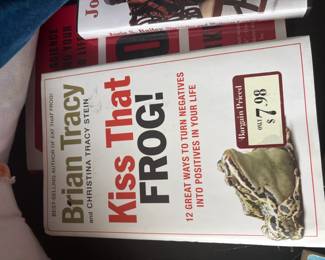 BEST-SELLING AUTHOR OF EAT THAT FROG!
Brian Tracy
and CHRISTINA TRACY STEIN
Kiss That
FROG!
12 GREAT WAYS TO TURN NEGATIVES
INTO POSITIVES IN YOUR LIFE
Bargain Priced
ONLY
$7.98